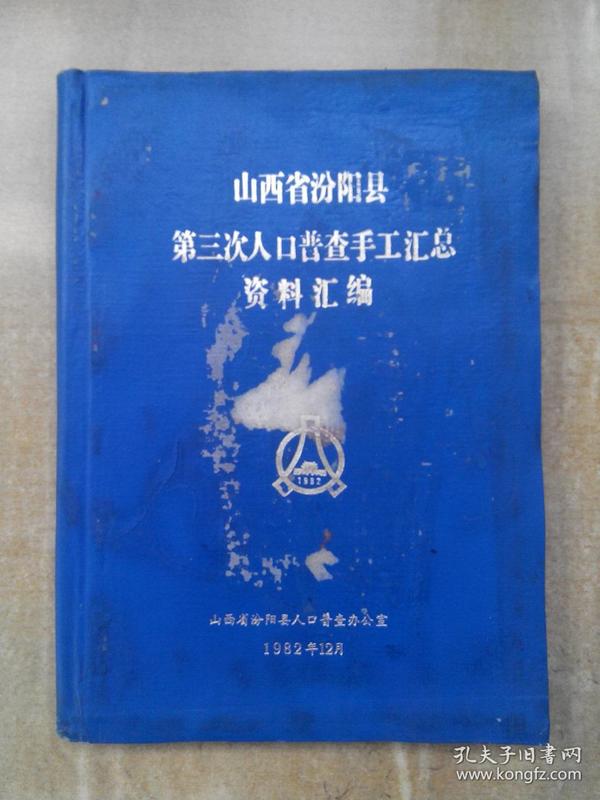 山西省汾阳县
第三次人口普查手工汇总
资料汇编
1982
山西省汾阳县人口普查办公室
1982年12月
孔夫子旧书网
www.kongfz.com